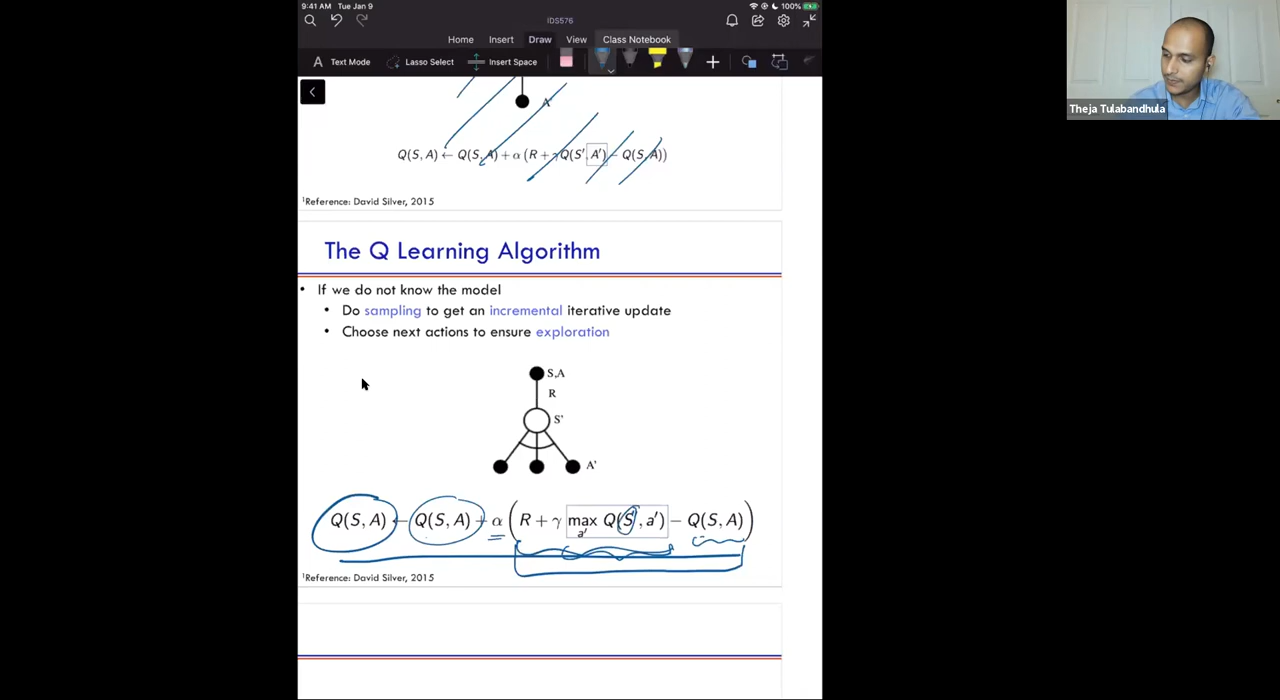 9:41 AM Tue Jan 9
100%
IDS576
Home Insert Draw View Class Notebook
A Text Mode Lasso Select Insert Space
Theja Tulabandhula
A
Q(S, A) ← Q(S, A) + α (R + γQ(S', A') − Q(S, A))
¹Reference: David Silver, 2015
The Q Learning Algorithm
• If we do not know the model
• Do sampling to get an incremental iterative update
• Choose next actions to ensure exploration
S,A
R
S'
A'
Q(S, A) ← Q(S, A) + α (R + γ max Q(S', a') − Q(S, A))
a'
¹Reference: David Silver, 2015